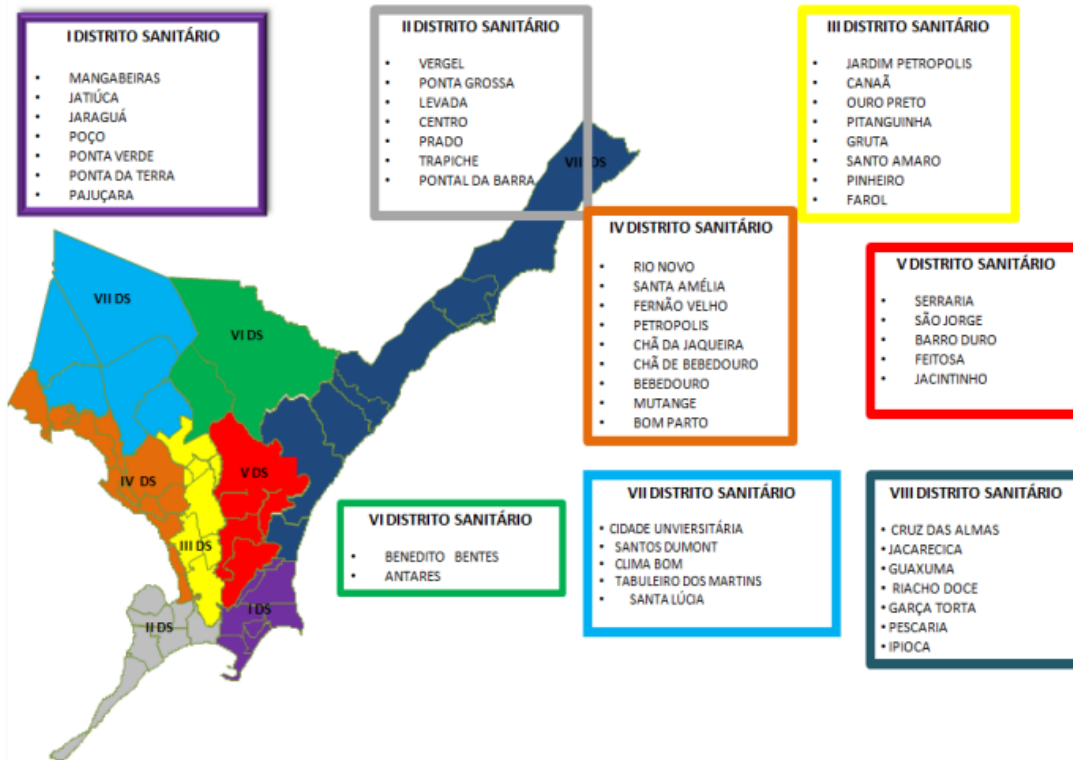 I DISTRITO SANITÁRIO
• MANGABEIRAS
• JATIÚCA
• JARAGUÁ
• POÇO
• PONTA VERDE
• PONTA DA TERRA
• PAJUÇARA
II DISTRITO SANITÁRIO
• VERGEL
• PONTA GROSSA
• LEVADA
• CENTRO
• PRADO
• TRAPICHE
• PONTAL DA BARRA
III DISTRITO SANITÁRIO
• JARDIM PETROPOLIS
• CANAÃ
• OURO PRETO
• PITANGUINHA
• GRUTA
• SANTO AMARO
• PINHEIRO
• FAROL
IV DISTRITO SANITÁRIO
• RIO NOVO
• SANTA AMÉLIA
• FERNÃO VELHO
• PETROPOLIS
• CHÃ DA JAQUEIRA
• CHÃ DE BEBEDOURO
• BEBEDOURO
• MUTANGE
• BOM PARTO
V DISTRITO SANITÁRIO
• SERRARIA
• SÃO JORGE
• BARRO DURO
• FEITOSA
• JACINTINHO
VI DISTRITO SANITÁRIO
• BENEDITO BENTES
• ANTARES
VII DISTRITO SANITÁRIO
• CIDADE UNVIERSITÁRIA
• SANTOS DUMONT
• CLIMA BOM
• TABULEIRO DOS MARTINS
• SANTA LÚCIA
VIII DISTRITO SANITÁRIO
• CRUZ DAS ALMAS
• JACARECICA
• GUAXUMA
• RIACHO DOCE
• GARÇA TORTA
• PESCARIA
• IPIOCA
VII DS
VI DS
V DS
IV DS
III DS
I DS
II DS